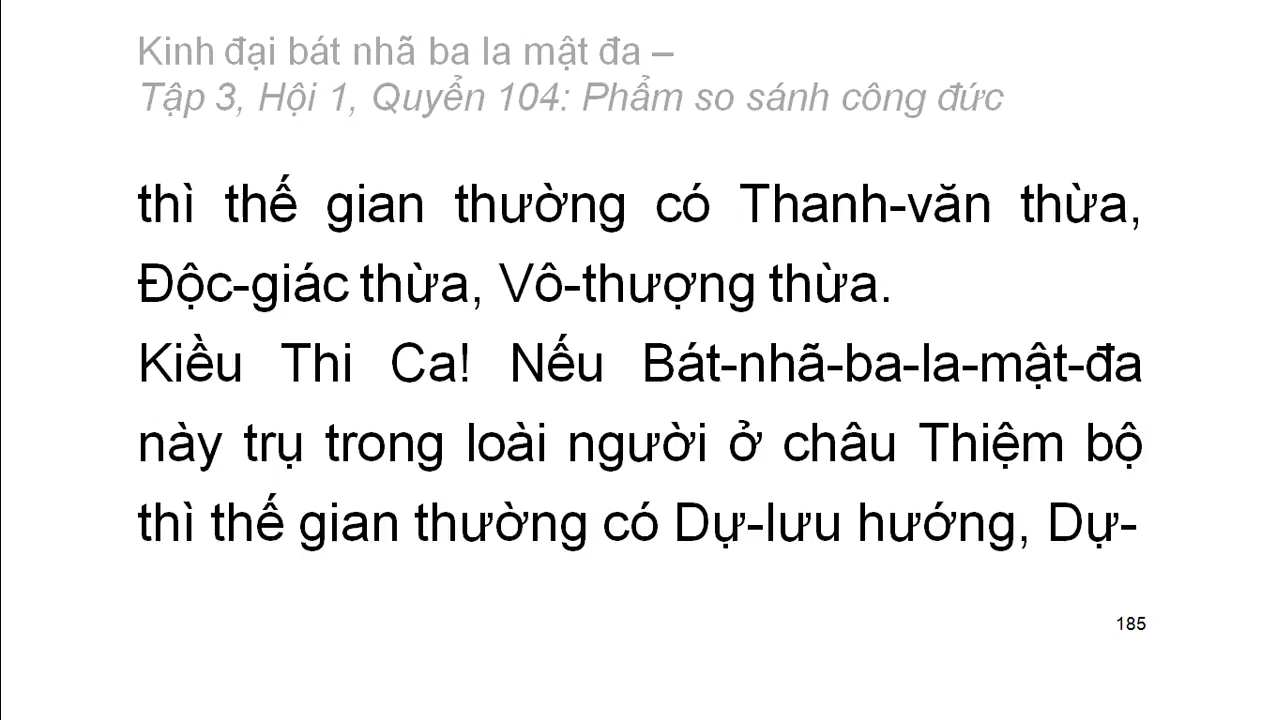 Kinh đại bát nhã ba la mật đa –
Tập 3, Hội 1, Quyển 104: Phẩm so sánh công đức
thì thế gian thường có Thanh-văn thừa,
Độc-giác thừa, Vô-thượng thừa.
Kiều Thi Ca! Nếu Bát-nhã-ba-la-mật-đa
này trụ trong loài người ở châu Thiệm bộ
thì thế gian thường có Dự-lưu hướng, Dự-
185